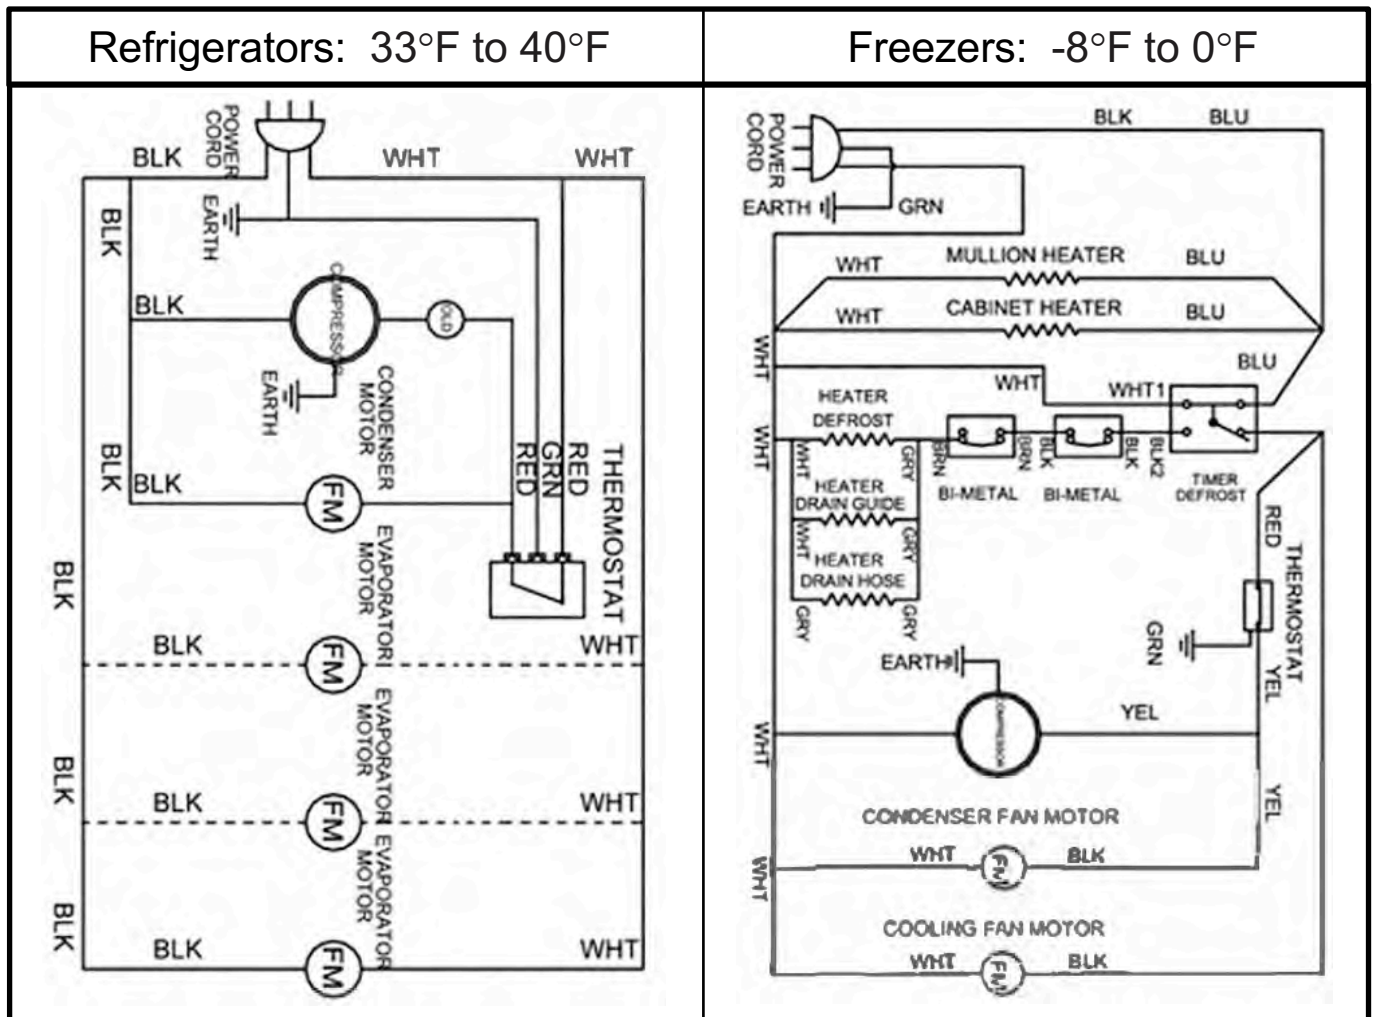 Refrigerators: 33°F to 40°F
POWER
CORD
BLK
WHT
WHT
EARTH
BLK
COMPRESSOR
BLK
OLD
EARTH
CONDENSER
MOTOR
BLK
BLK
RED
GRN
RED
THERMOSTAT
FM
EVAPORATOR
MOTOR
BLK
BLK
FM
WHT
EVAPORATOR
MOTOR
BLK
BLK
FM
WHT
EVAPORATOR
MOTOR
BLK
BLK
FM
WHT
Freezers: -8°F to 0°F
POWER
CORD
BLK
BLU
EARTH
GRN
WHT
MULLION HEATER
BLU
WHT
CABINET HEATER
BLU
WHT
BLU
WHT
WHT1
HEATER
DEFROST
WHT
WHT
GRY
BRN
BRN
BLK
BLK
BLK2
BI-METAL
BI-METAL
TIMER
DEFROST
HEATER
DRAIN GUIDE
WHT
GRY
HEATER
DRAIN HOSE
GRY
GRY
RED
THERMOSTAT
GRN
EARTH
YEL
COMPRESSOR
YEL
WHT
YEL
CONDENSER FAN MOTOR
WHT
FM
BLK
WHT
COOLING FAN MOTOR
WHT
FM
BLK